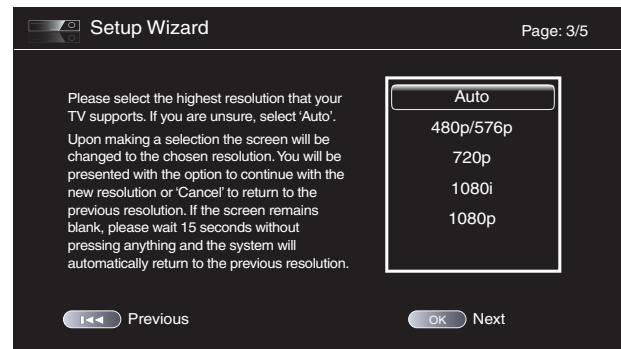 Setup Wizard
Page: 3/5
Please select the highest resolution that your
TV supports. If you are unsure, select ‘Auto’.
Upon making a selection the screen will be
changed to the chosen resolution. You will be
presented with the option to continue with the
new resolution or ‘Cancel’ to return to the
previous resolution. If the screen remains
blank, please wait 15 seconds without
pressing anything and the system will
automatically return to the previous resolution.
Auto
480p/576p
720p
1080i
1080p
Previous
OK Next